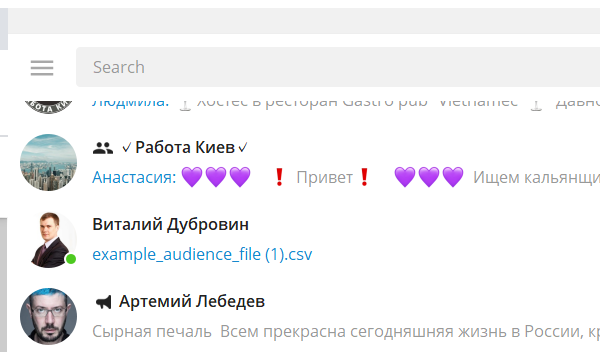 Search
Людмила: Хостес в ресторан Gastro pub "Vietnamec"
✓Работа Киев✓
Анастасия: 💜💜💜 ❗ Привет❗ 💜💜💜 Ищем кальянщи
Виталий Дубровин
example_audience_file (1).csv
Артемий Лебедев
Сырная печаль Всем прекрасна сегодняшняя жизнь в России, кр